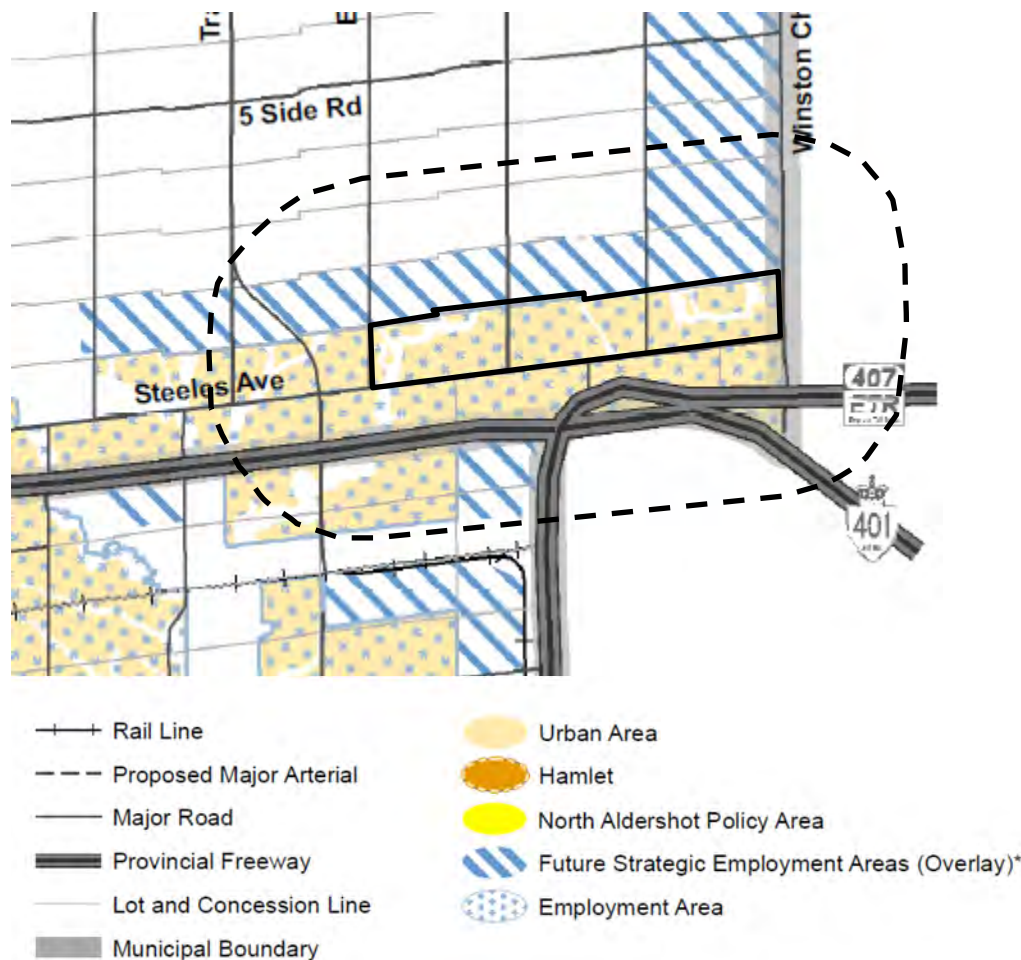 Tra
E
Winston Ch
5 Side Rd
Steeles Ave
407
ETR
401
Rail Line
Proposed Major Arterial
Major Road
Provincial Freeway
Lot and Concession Line
Municipal Boundary
Urban Area
Hamlet
North Aldershot Policy Area
Future Strategic Employment Areas (Overlay)*
Employment Area